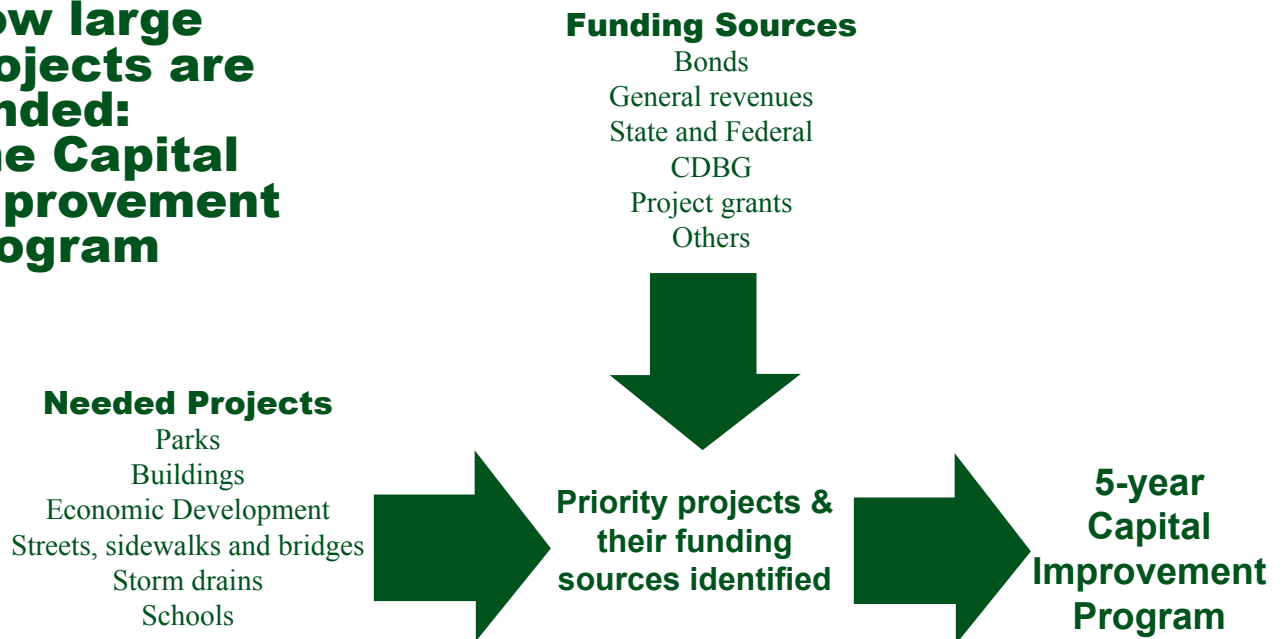 ow large
ojects are
nded:
he Capital
provement
ogram
Funding Sources
Bonds
General revenues
State and Federal
CDBG
Project grants
Others
Needed Projects
Parks
Buildings
Economic Development
Streets, sidewalks and bridges
Storm drains
Schools
Priority projects &
their funding
sources identified
5-year
Capital
Improvement
Program